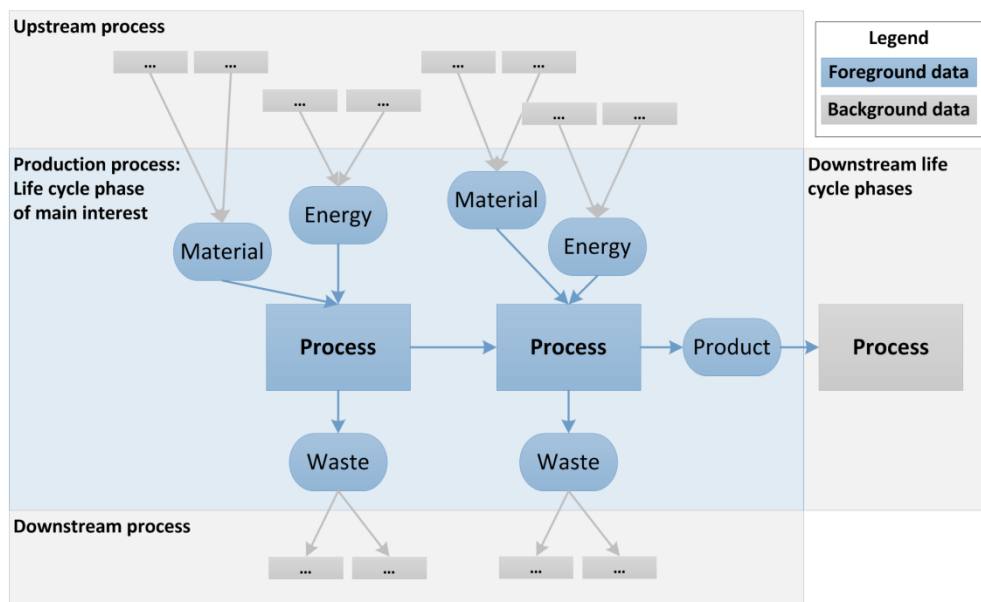 Upstream process
Legend
Foreground data
Background data
... ... ... ...
... ... ... ...
Production process:
Life cycle phase
of main interest
Downstream life
cycle phases
Material
Energy
Material
Energy
Process
Process
Product
Process
Waste
Waste
Downstream process
... ... ... ...